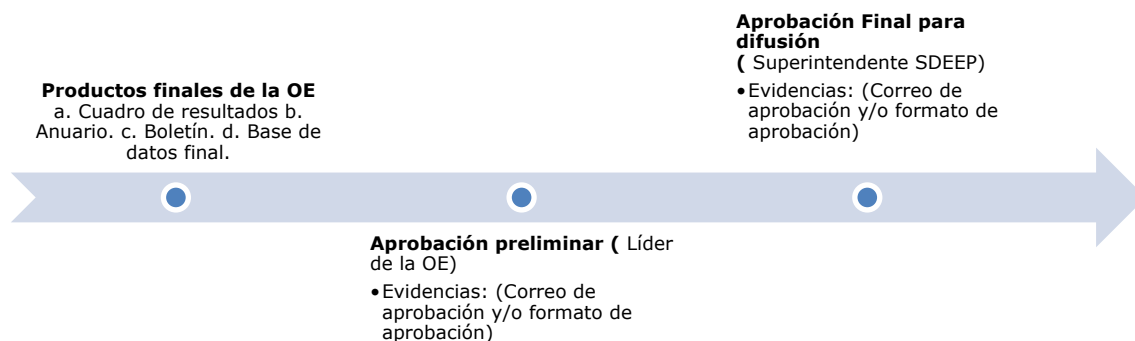 Productos finales de la OE
a. Cuadro de resultados b.
Anuario. c. Boletín. d. Base de
datos final.
Aprobación preliminar ( Líder
de la OE)
•Evidencias: (Correo de
aprobación y/o formato de
aprobación)
Aprobación Final para
difusión
( Superintendente SDEEP)
•Evidencias: (Correo de
aprobación y/o formato de
aprobación)